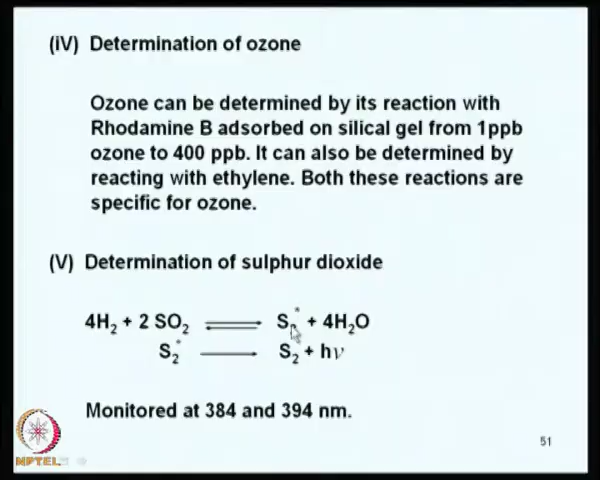 (iV) Determination of ozone
Ozone can be determined by its reaction with
Rhodamine B adsorbed on silical gel from 1ppb
ozone to 400 ppb. It can also be determined by
reacting with ethylene. Both these reactions are
specific for ozone.
(V) Determination of sulphur dioxide
4H₂ + 2 SO₂ ⇌ S₂* + 4H₂O
S₂* ⟶ S₂ + hν
Monitored at 384 and 394 nm.
NPTEL
51